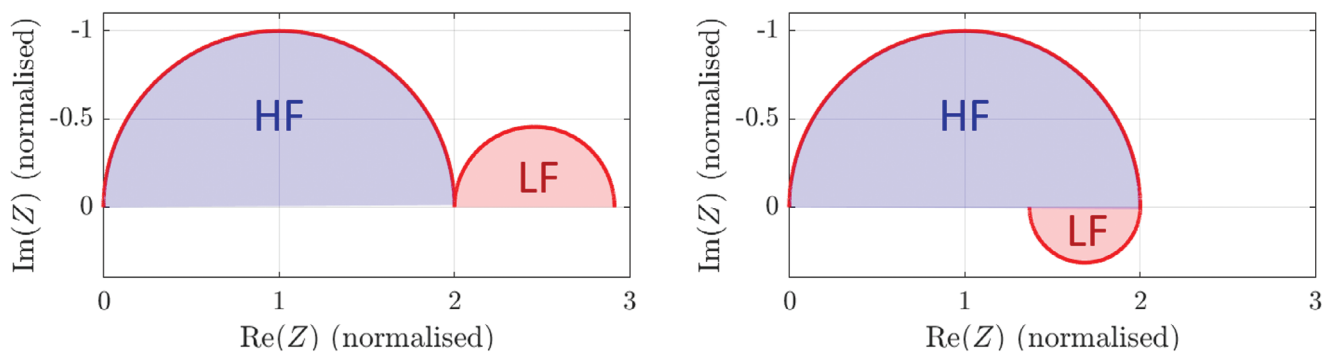 -1
-0.5
0
0
1
2
3
HF
LF
Im(Z) (normalised)
Re(Z) (normalised)
-1
-0.5
0
0
1
2
3
HF
LF
Im(Z) (normalised)
Re(Z) (normalised)